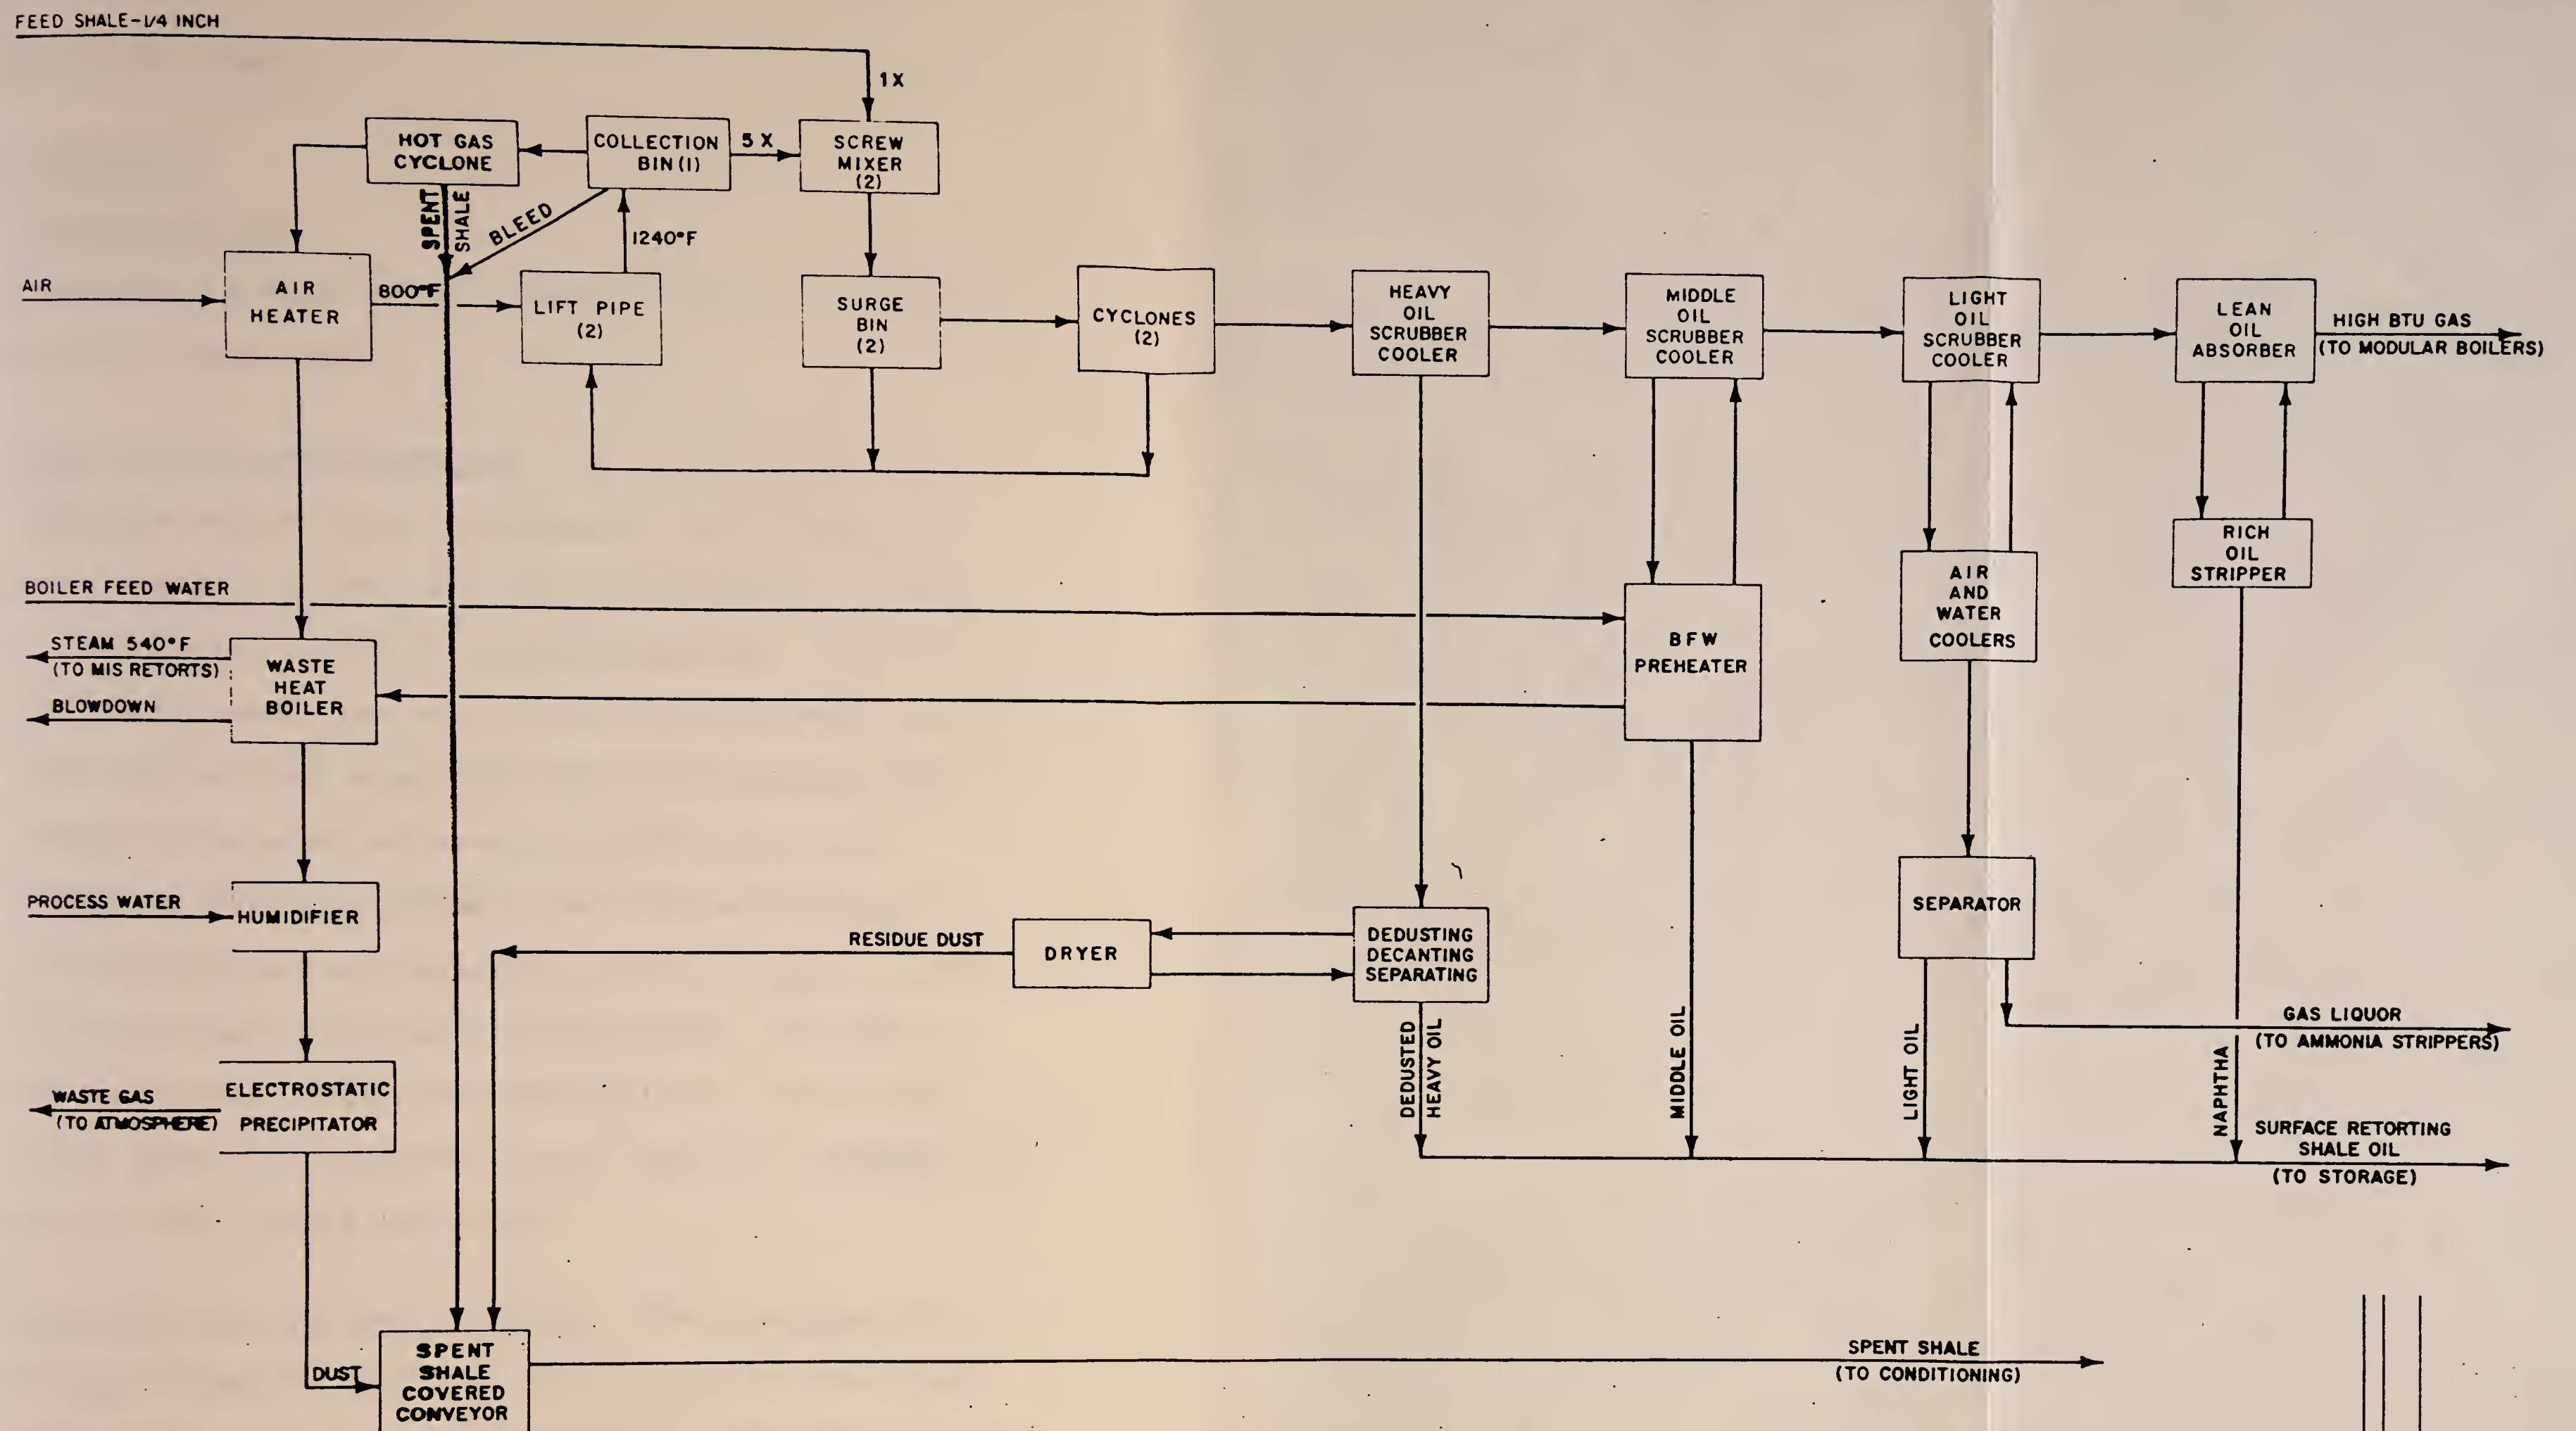 FEED SHALE-1/4 INCH
1X
HOT GAS
CYCLONE
COLLECTION
BIN(1)
5 X
SCREW
MIXER
(2)
SPENT
SHALE
BLEED
1240°F
AIR
AIR
HEATER
800°F
LIFT PIPE
(2)
SURGE
BIN
(2)
CYCLONES
(2)
HEAVY
OIL
SCRUBBER
COOLER
MIDDLE
OIL
SCRUBBER
COOLER
LIGHT
OIL
SCRUBBER
COOLER
LEAN
OIL
ABSORBER
HIGH BTU GAS
(TO MODULAR BOILERS)
RICH
OIL
STRIPPER
AIR
AND
WATER
COOLERS
BOILER FEED WATER
STEAM 540°F
(TO MIS RETORTS)
BLOWDOWN
WASTE
HEAT
BOILER
BFW
PREHEATER
PROCESS WATER
HUMIDIFIER
RESIDUE DUST
DRYER
DEDUSTING
DECANTING
SEPARATING
SEPARATOR
DEDUSTED
HEAVY OIL
MIDDLE OIL
LIGHT OIL
NAPHTHA
GAS LIQUOR
(TO AMMONIA STRIPPERS)
WASTE GAS
(TO ATMOSPHERE)
ELECTROSTATIC
PRECIPITATOR
SURFACE RETORTING
SHALE OIL
(TO STORAGE)
DUST
SPENT
SHALE
COVERED
CONVEYOR
SPENT SHALE
(TO CONDITIONING)